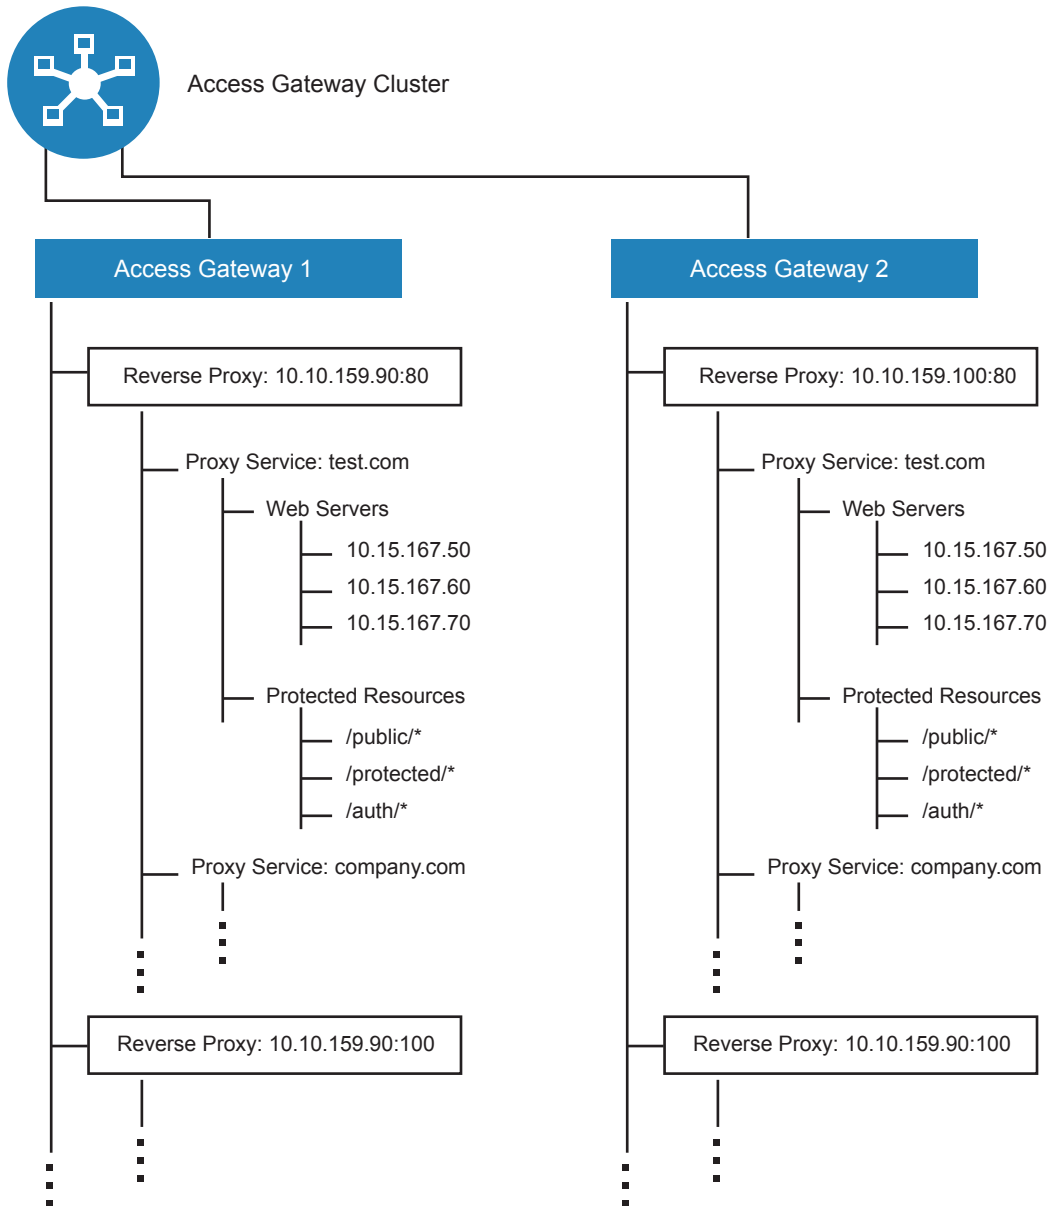 Access Gateway Cluster
Access Gateway 1
Reverse Proxy: 10.10.159.90:80
Proxy Service: test.com
Web Servers
10.15.167.50
10.15.167.60
10.15.167.70
Protected Resources
/public/*
/protected/*
/auth/*
Proxy Service: company.com
Reverse Proxy: 10.10.159.90:100
Access Gateway 2
Reverse Proxy: 10.10.159.100:80
Proxy Service: test.com
Web Servers
10.15.167.50
10.15.167.60
10.15.167.70
Protected Resources
/public/*
/protected/*
/auth/*
Proxy Service: company.com
Reverse Proxy: 10.10.159.90:100